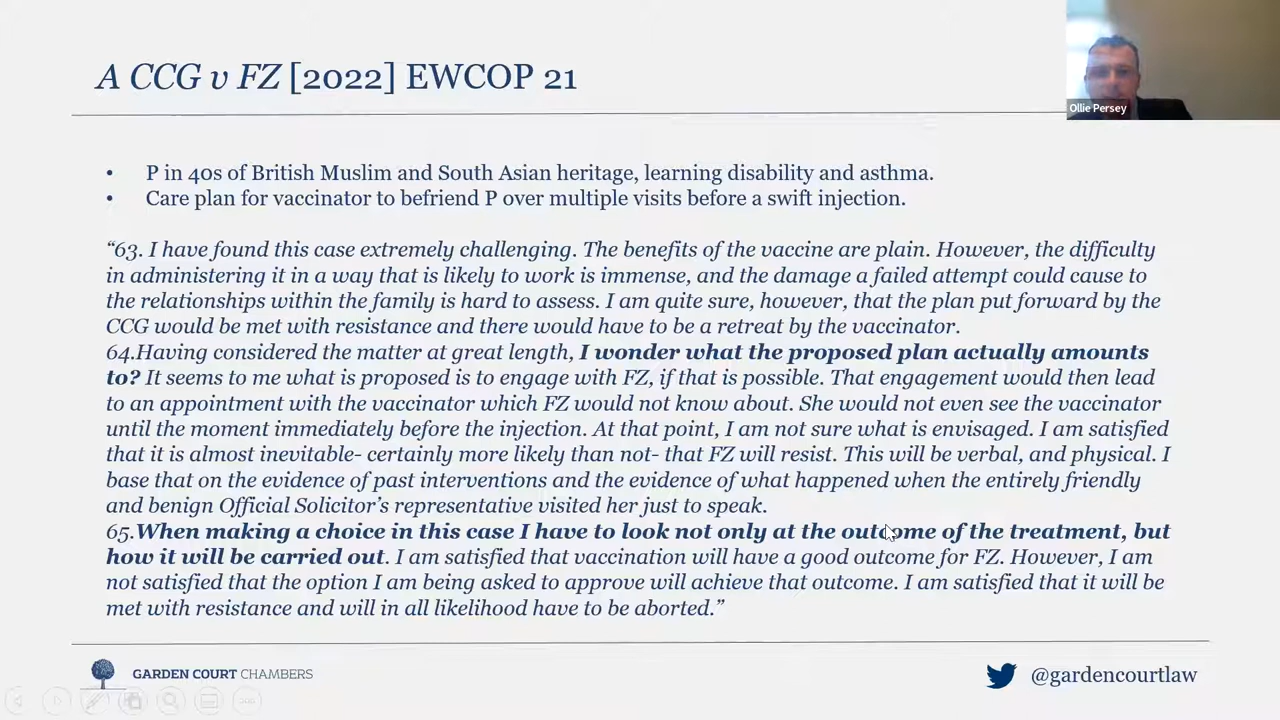 A CCG v FZ [2022] EWCOP 21
Ollie Persey
• P in 40s of British Muslim and South Asian heritage, learning disability and asthma.
• Care plan for vaccinator to befriend P over multiple visits before a swift injection.
“63. I have found this case extremely challenging. The benefits of the vaccine are plain. However, the difficulty
in administering it in a way that is likely to work is immense, and the damage a failed attempt could cause to
the relationships within the family is hard to assess. I am quite sure, however, that the plan put forward by the
CCG would be met with resistance and there would have to be a retreat by the vaccinator.
64.Having considered the matter at great length, I wonder what the proposed plan actually amounts
to? It seems to me what is proposed is to engage with FZ, if that is possible. That engagement would then lead
to an appointment with the vaccinator which FZ would not know about. She would not even see the vaccinator
until the moment immediately before the injection. At that point, I am not sure what is envisaged. I am satisfied
that it is almost inevitable- certainly more likely than not- that FZ will resist. This will be verbal, and physical. I
base that on the evidence of past interventions and the evidence of what happened when the entirely friendly
and benign Official Solicitor’s representative visited her just to speak.
65.When making a choice in this case I have to look not only at the outcome of the treatment, but
how it will be carried out. I am satisfied that vaccination will have a good outcome for FZ. However, I am
not satisfied that the option I am being asked to approve will achieve that outcome. I am satisfied that it will be
met with resistance and will in all likelihood have to be aborted.”
GARDEN COURT CHAMBERS
@gardencourtlaw